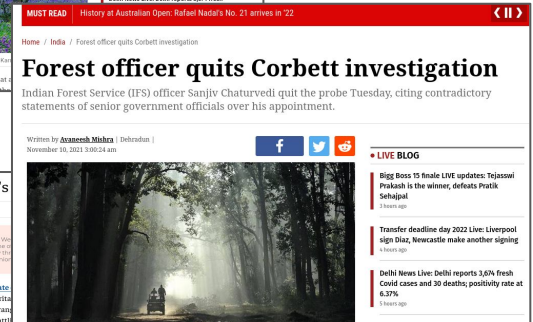 MUST READ History at Australian Open: Rafael Nadal's No. 21 arrives in '22
Home / India / Forest officer quits Corbett investigation
Forest officer quits Corbett investigation
Indian Forest Service (IFS) officer Sanjiv Chaturvedi quit the probe Tuesday, citing contradictory
statements of senior government officials over his appointment.
Written by Avaneesh Mishra | Dehradun |
November 10, 2021 3:00:24 am
LIVE BLOG
Bigg Boss 15 finale LIVE updates: Tejasswi
Prakash is the winner, defeats Pratik
Sehajpal
3 hours ago
Transfer deadline day 2022 Live: Liverpool
sign Diaz, Newcastle make another signing
4 hours ago
Delhi News Live: Delhi reports 3,674 fresh
Covid cases and 30 deaths; positivity rate at
6.37%
5 hours ago